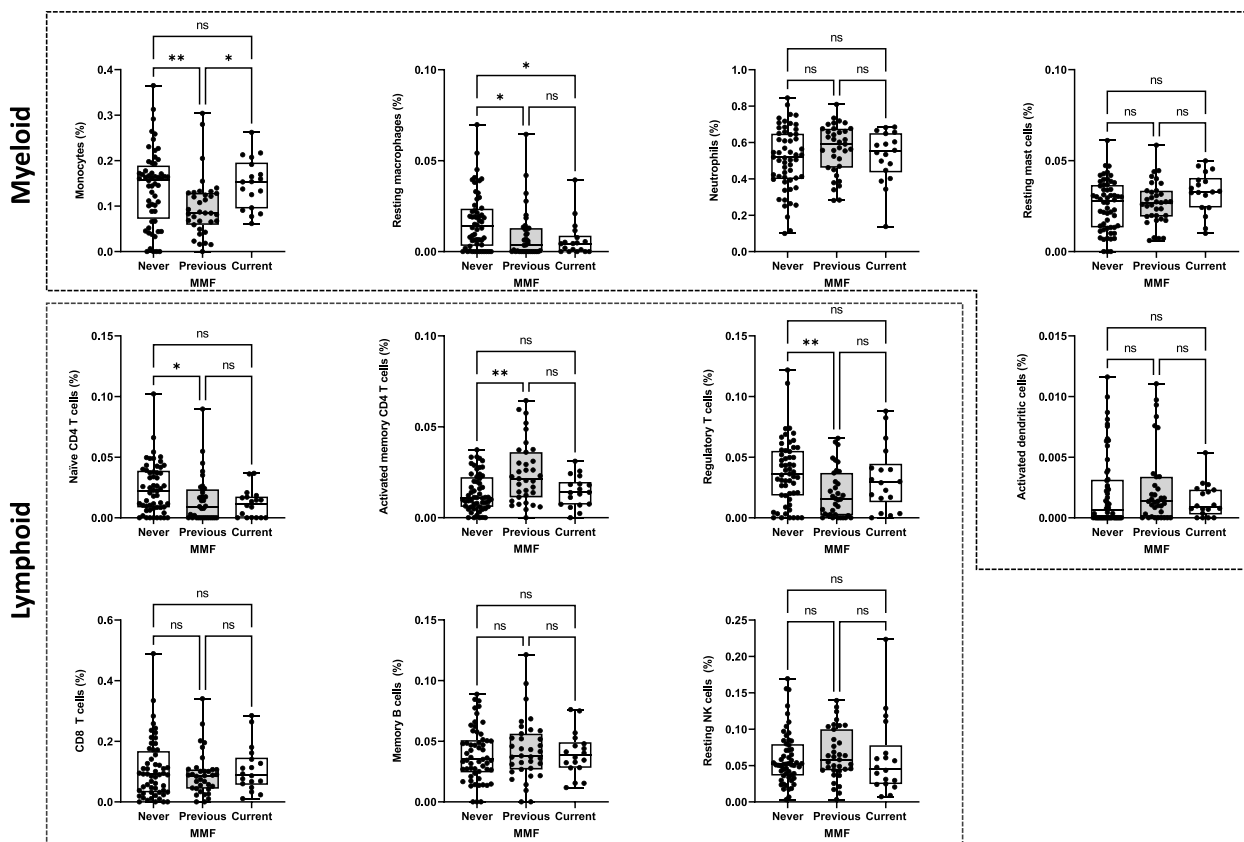 Myeloid
ns
** *
Monocytes (%)
0.4
0.3
0.2
0.1
0.0
Never Previous Current
MMF
*
* ns
Resting macrophages (%)
0.10
0.05
0.00
Never Previous Current
MMF
ns
ns ns
Neutrophils (%)
1.0
0.8
0.6
0.4
0.2
0.0
Never Previous Current
MMF
ns
ns ns
Resting mast cells (%)
0.10
0.05
0.00
Never Previous Current
MMF
Lymphoid
ns
* ns
Naïve CD4 T cells (%)
0.15
0.10
0.05
0.00
Never Previous Current
MMF
ns
** ns
Activated memory CD4 T cells (%)
0.10
0.05
0.00
Never Previous Current
MMF
ns
** ns
Regulatory T cells (%)
0.15
0.10
0.05
0.00
Never Previous Current
MMF
ns
ns ns
Activated dendritic cells (%)
0.015
0.010
0.005
0.000
Never Previous Current
MMF
ns
ns ns
CD8 T cells (%)
0.6
0.4
0.2
0.0
Never Previous Current
MMF
ns
ns ns
Memory B cells (%)
0.15
0.10
0.05
0.00
Never Previous Current
MMF
ns
ns ns
Resting NK cells (%)
0.25
0.20
0.15
0.10
0.05
0.00
Never Previous Current
MMF